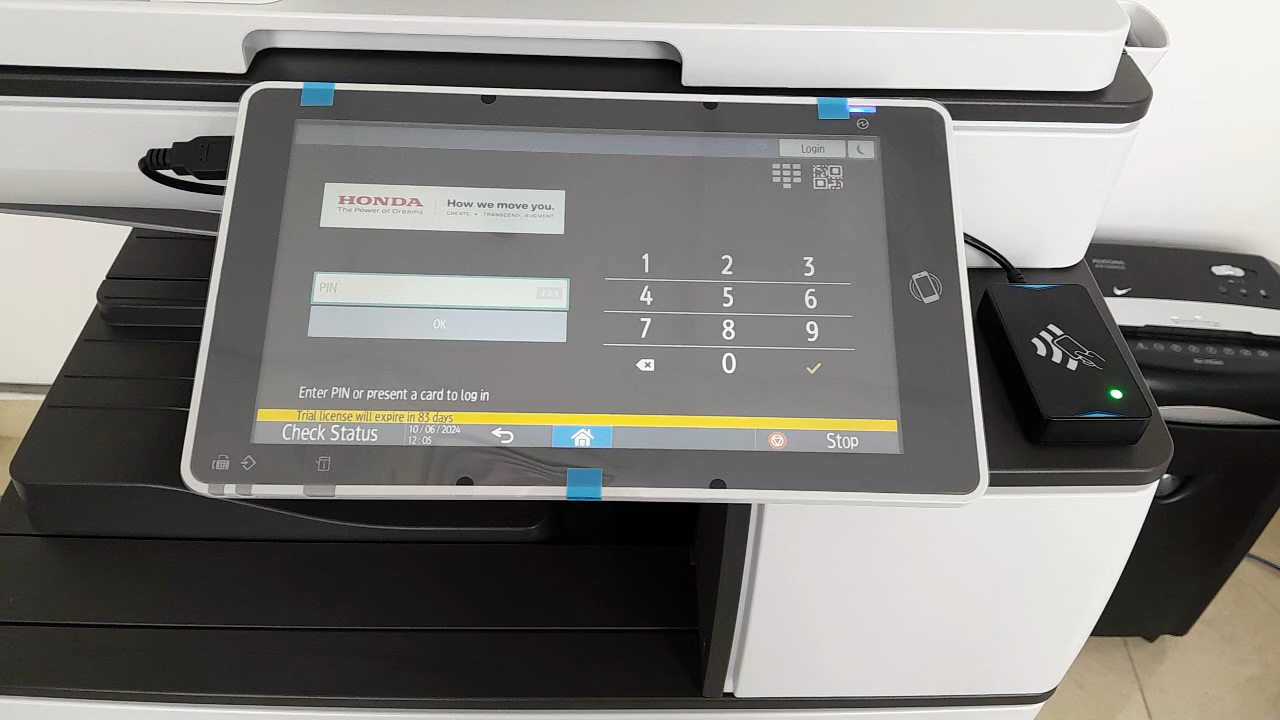 Login
HONDA
The Power of Dreams
How we move you.
CREATE • TRANSCEND, AUGMENT
PIN
123
OK
1 2 3
4 5 6
7 8 9
0
Enter PIN or present a card to log in
Trial license will expire in 83 days
Check Status
10/06/2024
12:05
Stop
AURORA